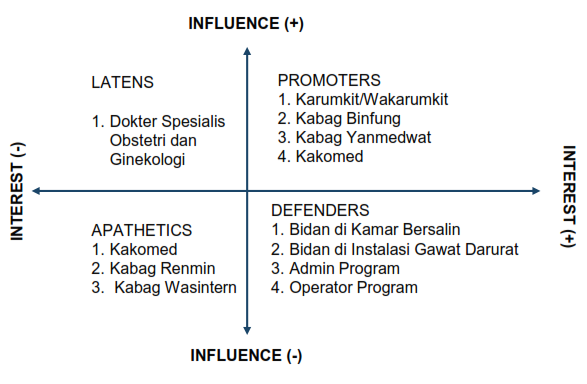 INFLUENCE (+)
LATENS
1. Dokter Spesialis
Obstetri dan
Ginekologi
PROMOTERS
1. Karumkit/Wakarumkit
2. Kabag Binfung
3. Kabag Yanmedwat
4. Kakomed
INTEREST (-)
INTEREST (+)
APATHETICS
1. Kakomed
2. Kabag Renmin
3. Kabag Wasintern
DEFENDERS
1. Bidan di Kamar Bersalin
2. Bidan di Instalasi Gawat Darurat
3. Admin Program
4. Operator Program
INFLUENCE (-)